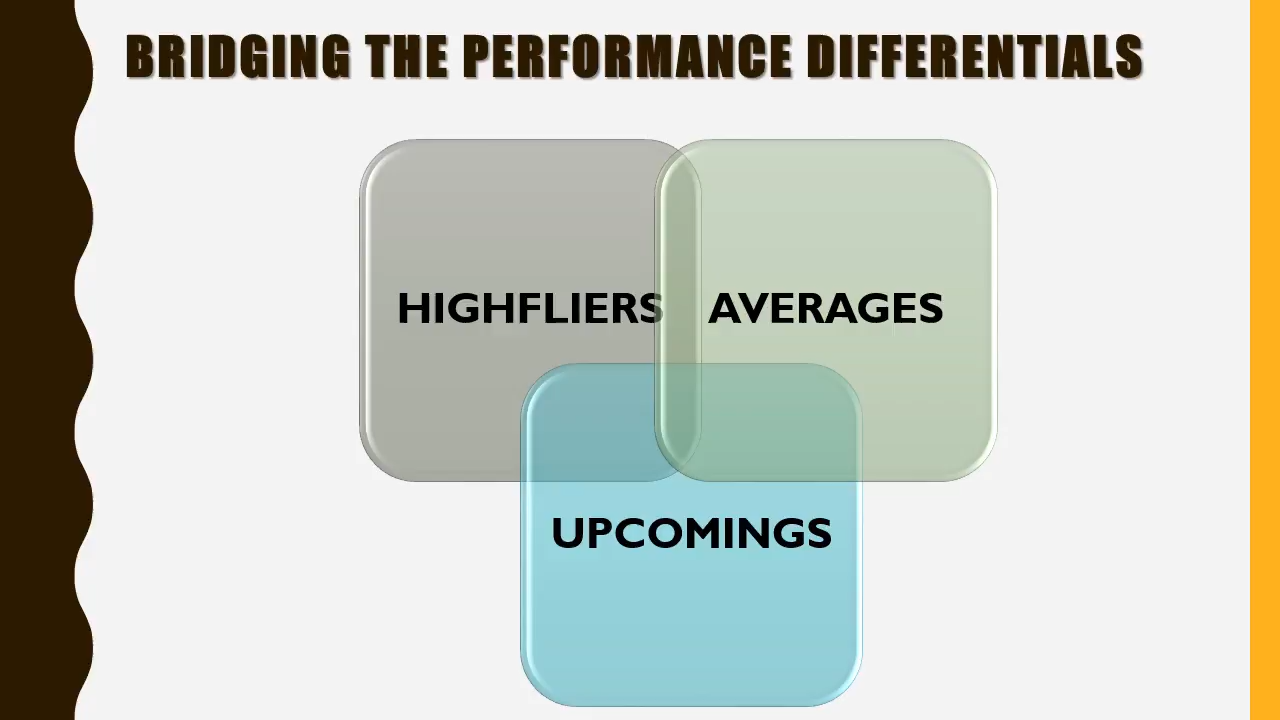 BRIDGING THE PERFORMANCE DIFFERENTIALS
HIGHFLIERS
AVERAGES
UPCOMINGS